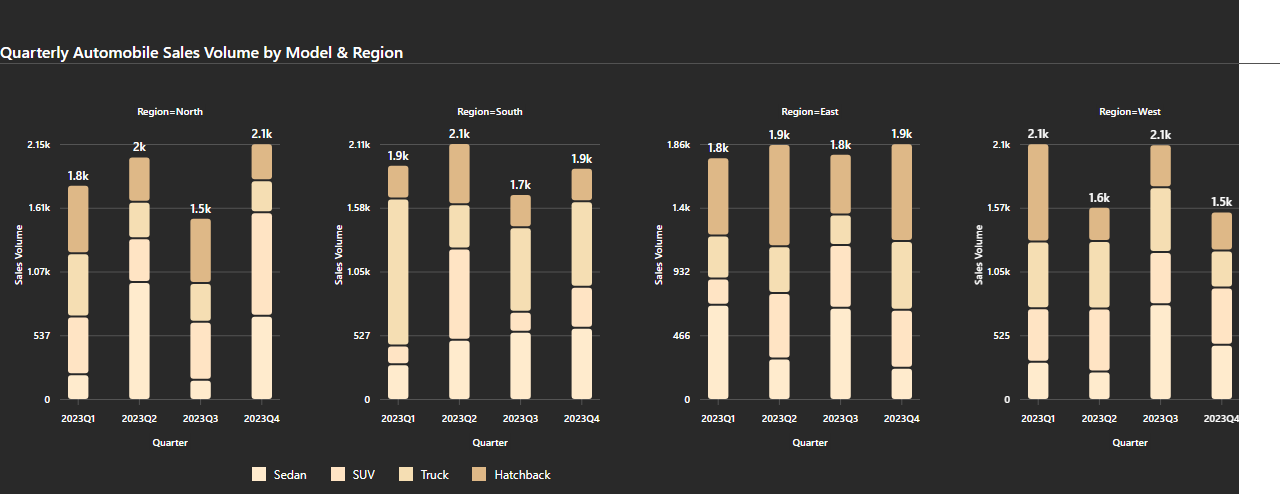 Quarterly Automobile Sales Volume by Model & Region
Region=North
2.15k
1.61k
1.07k
537
0
Sales Volume
1.8k
2k
1.5k
2.1k
2023Q1 2023Q2 2023Q3 2023Q4
Quarter
Region=South
2.11k
1.58k
1.05k
527
0
Sales Volume
1.9k
2.1k
1.7k
1.9k
2023Q1 2023Q2 2023Q3 2023Q4
Quarter
Region=East
1.86k
1.4k
932
466
0
Sales Volume
1.8k
1.9k
1.8k
1.9k
2023Q1 2023Q2 2023Q3 2023Q4
Quarter
Region=West
2.1k
1.57k
1.05k
525
0
Sales Volume
2.1k
1.6k
2.1k
1.5k
2023Q1 2023Q2 2023Q3 2023Q4
Quarter
Sedan SUV Truck Hatchback